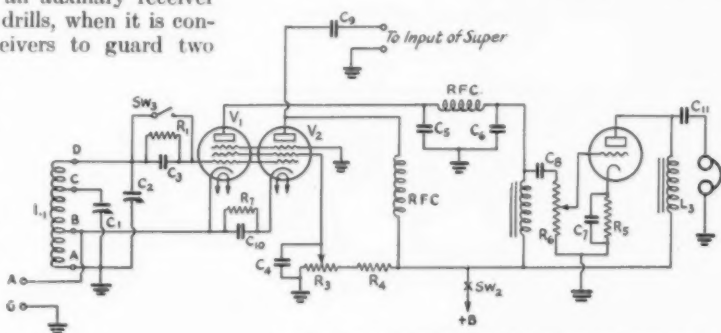 an auxiliary receiver
drills, when it is con-
eivers to guard two
C9
To Input of Super
SW3
R1
V1
V2
RFC
C5
C6
C11
D
C
B
A
L1
C2
C3
C1
R7
C10
RFC
C8
R6
C7
R5
L3
C4
R3
R4
SW2
+B
A
G